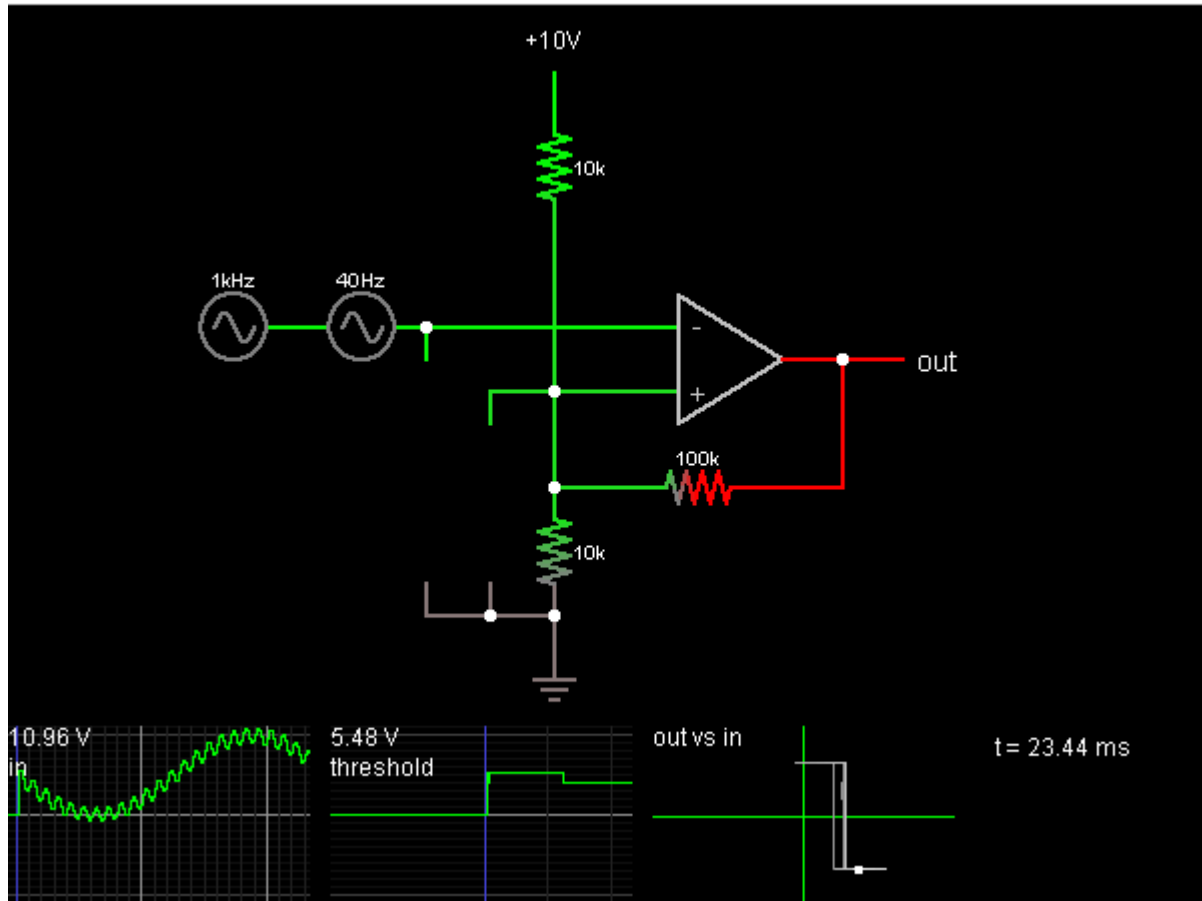 +10V
10k
1kHz
40Hz
-
+
out
100k
10k
10.96 V
in
5.48 V
threshold
out vs in
t = 23.44 ms